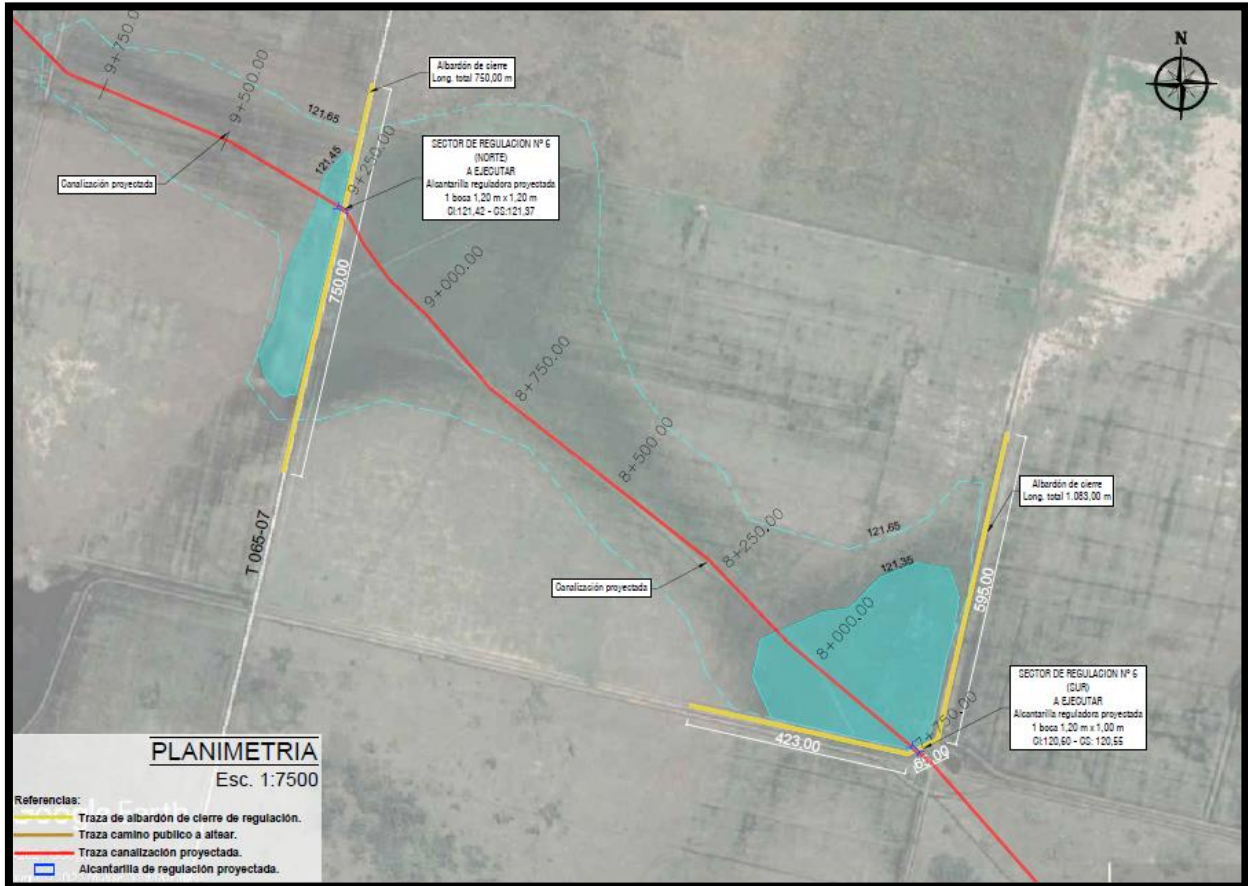 N
9+750.0
Albardón de cierre
Long. total 750,00 m
9+500.00
121,65
121,45
9+250.00
SECTOR DE REGULACION Nº 6
(NORTE)
A EJECUTAR
Alcantarilla reguladora proyectada
1 boca 1,20 m x 1,20 m
CI:121,42 - CS:121,37
Canalización proyectada
750,00
9+000.00
8+750.00
8+500.00
Albardón de cierre
Long. total 1.083,00 m
T 065-07
8+250.00
121,65
121,35
Canalización proyectada
595,00
8+000.00
SECTOR DE REGULACION Nº 6
(SUR)
A EJECUTAR
Alcantarilla reguladora proyectada
1 boca 1,20 m x 1,00 m
CI:120,60 - CS: 120,55
7+750.00
423,00
PLANIMETRIA
Esc. 1:7500
Referencias:
Traza de albardón de cierre de regulación.
Traza camino publico a altear.
Traza canalización proyectada.
Alcantarilla de regulación proyectada.